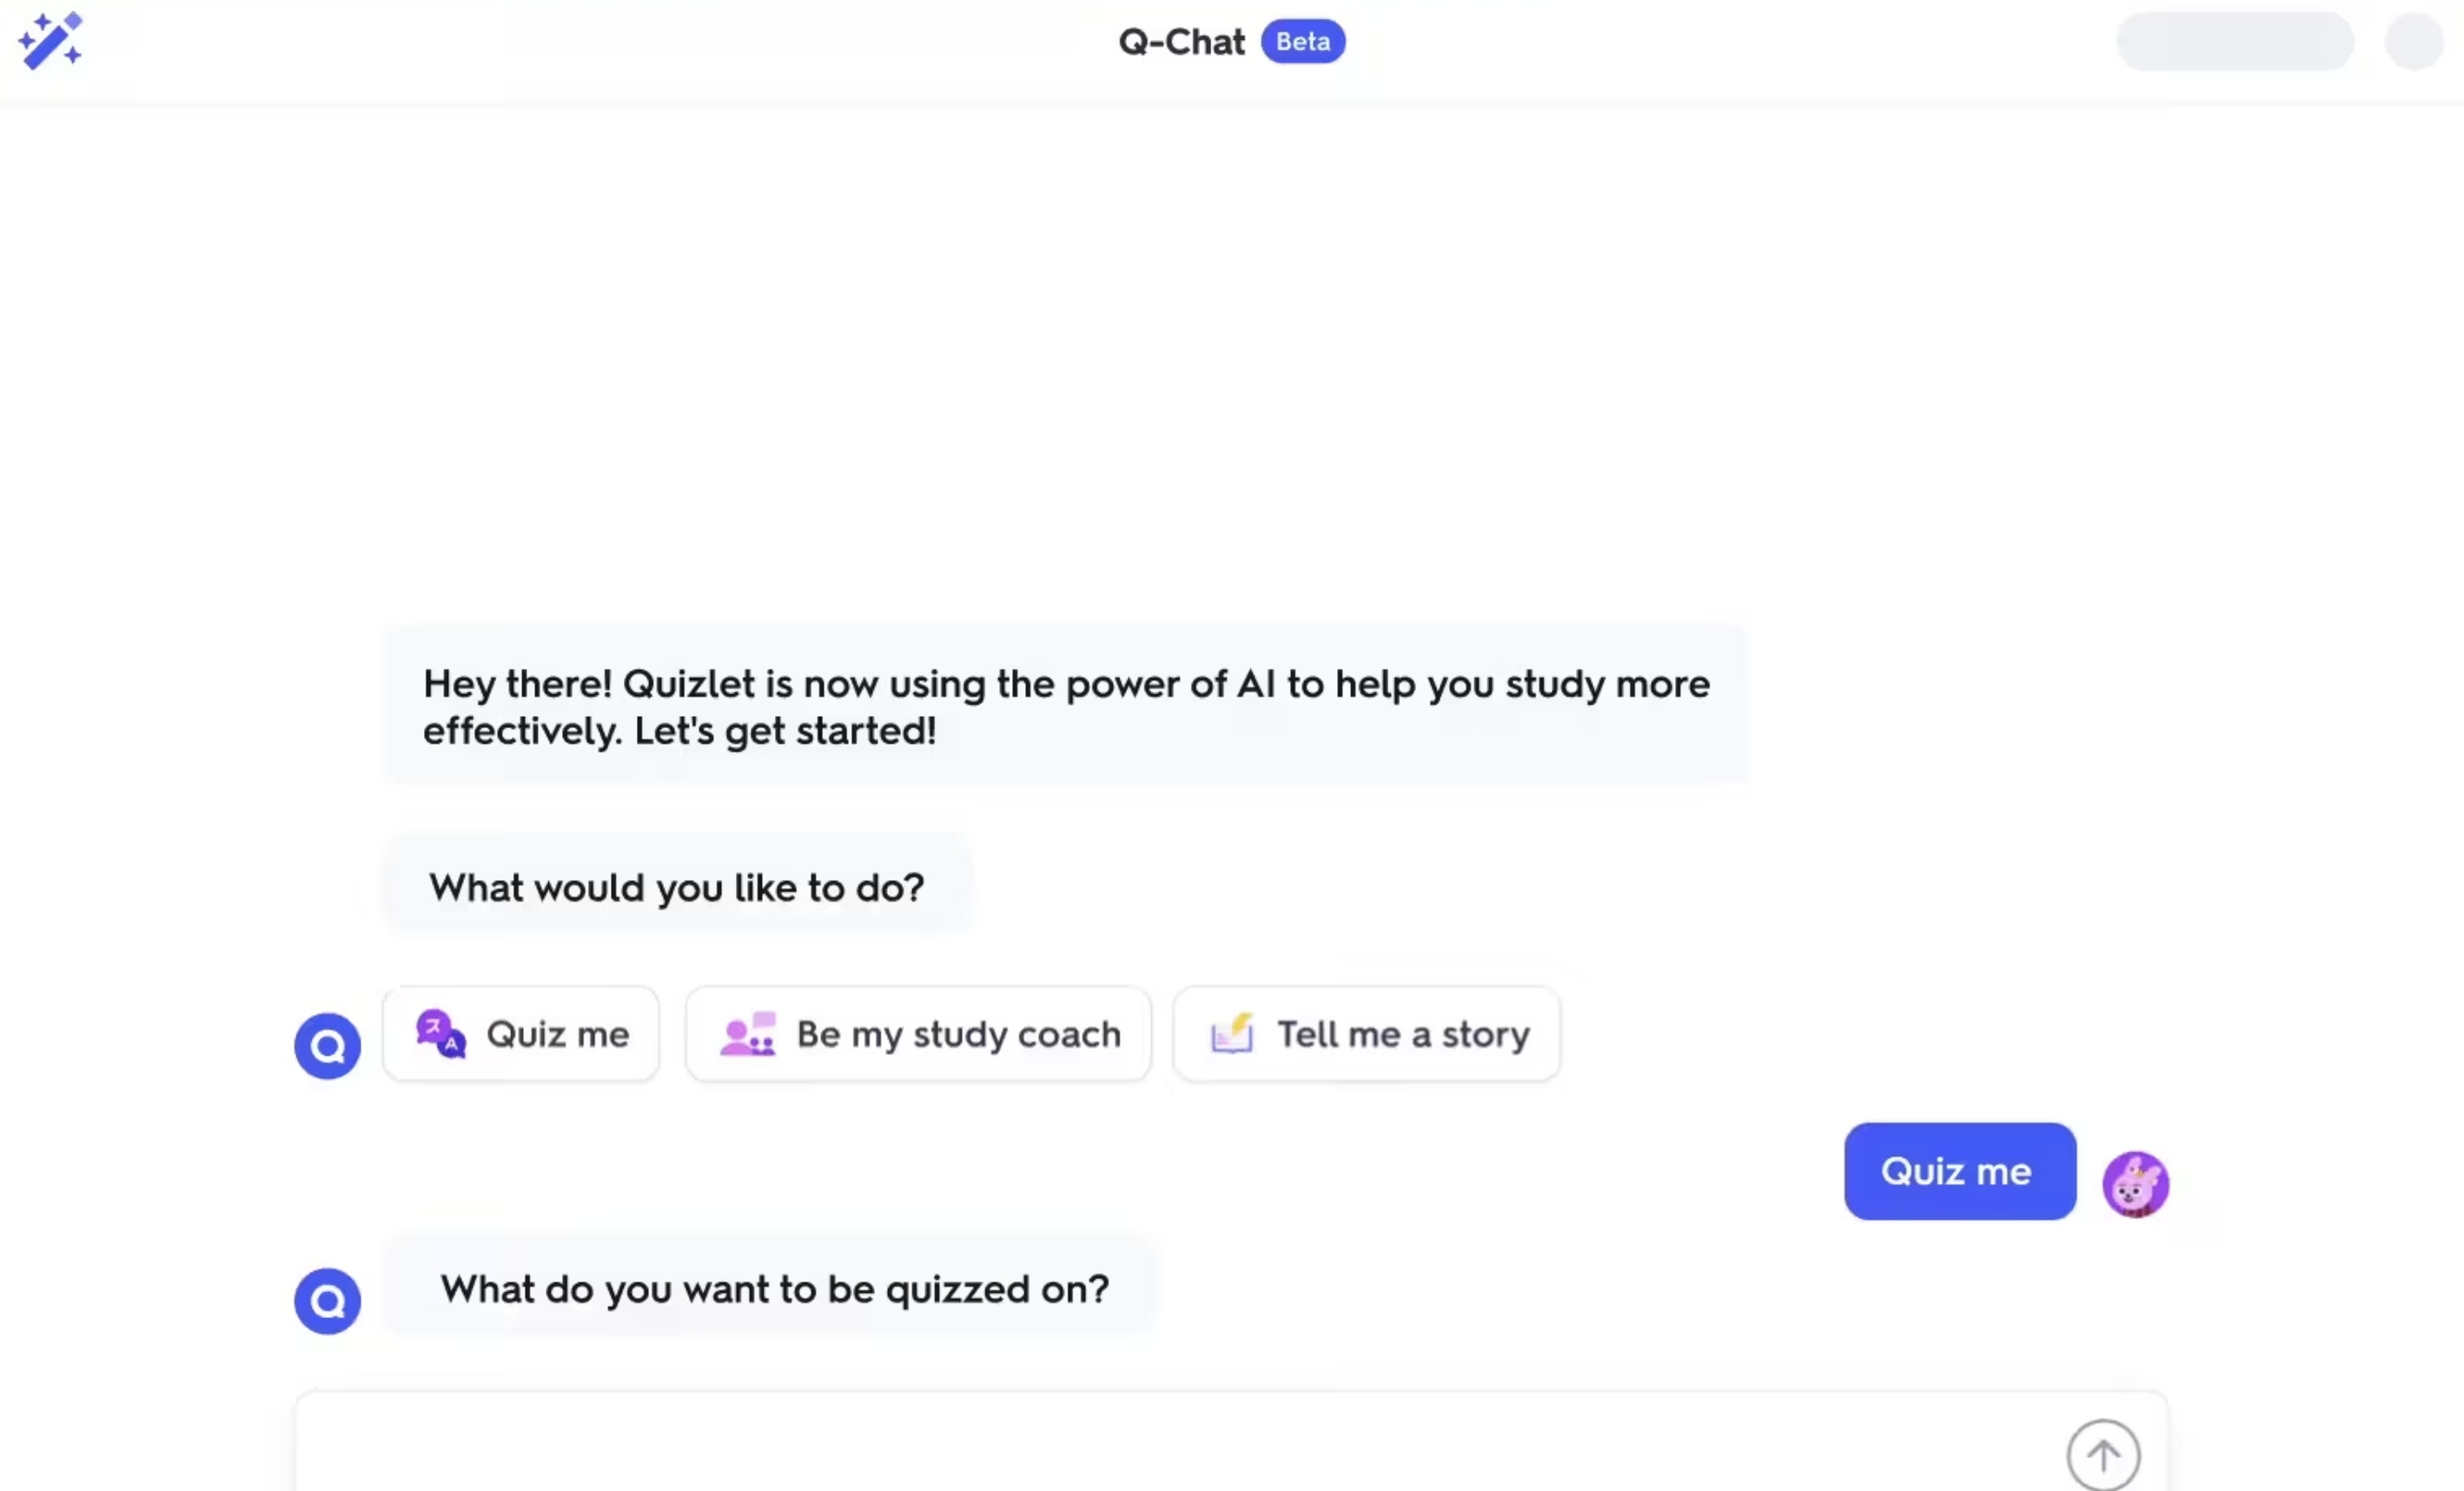 Q-Chat Beta
Hey there! Quizlet is now using the power of AI to help you study more
effectively. Let's get started!
What would you like to do?
Quiz me
Be my study coach
Tell me a story
Quiz me
What do you want to be quizzed on?